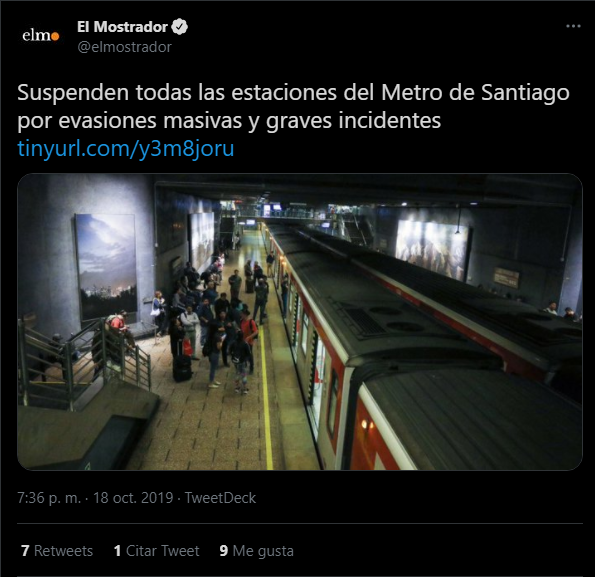 elmo
El Mostrador
@elmostrador
Suspenden todas las estaciones del Metro de Santiago
por evasiones masivas y graves incidentes
tinyurl.com/y3m8joru
7:36 p. m. · 18 oct. 2019 · TweetDeck
7 Retweets 1 Citar Tweet 9 Me gusta